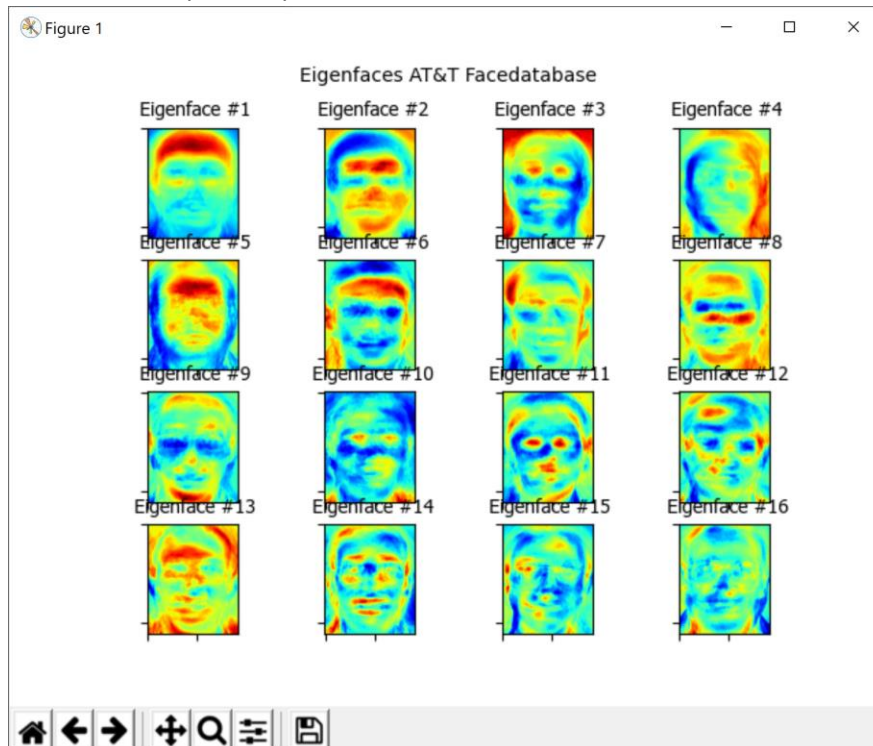 Figure 1
Eigenfaces AT&T Facedatabase
Eigenface #1 Eigenface #2 Eigenface #3 Eigenface #4
Eigenface #5 Eigenface #6 Eigenface #7 Eigenface #8
Eigenface #9 Eigenface #10 Eigenface #11 Eigenface #12
Eigenface #13 Eigenface #14 Eigenface #15 Eigenface #16